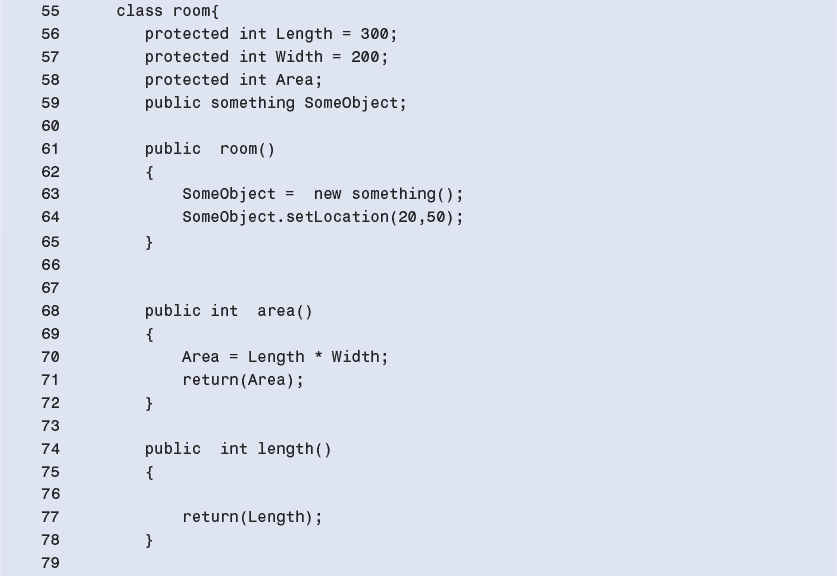 55 class room{
56 protected int Length = 300;
57 protected int Width = 200;
58 protected int Area;
59 public something SomeObject;
60
61 public  room()
62 {
63 SomeObject =  new something();
64 SomeObject.setLocation(20,50);
65 }
66
67
68 public int  area()
69 {
70 Area = Length * Width;
71 return(Area);
72 }
73
74 public  int length()
75 {
76
77 return(Length);
78 }
79